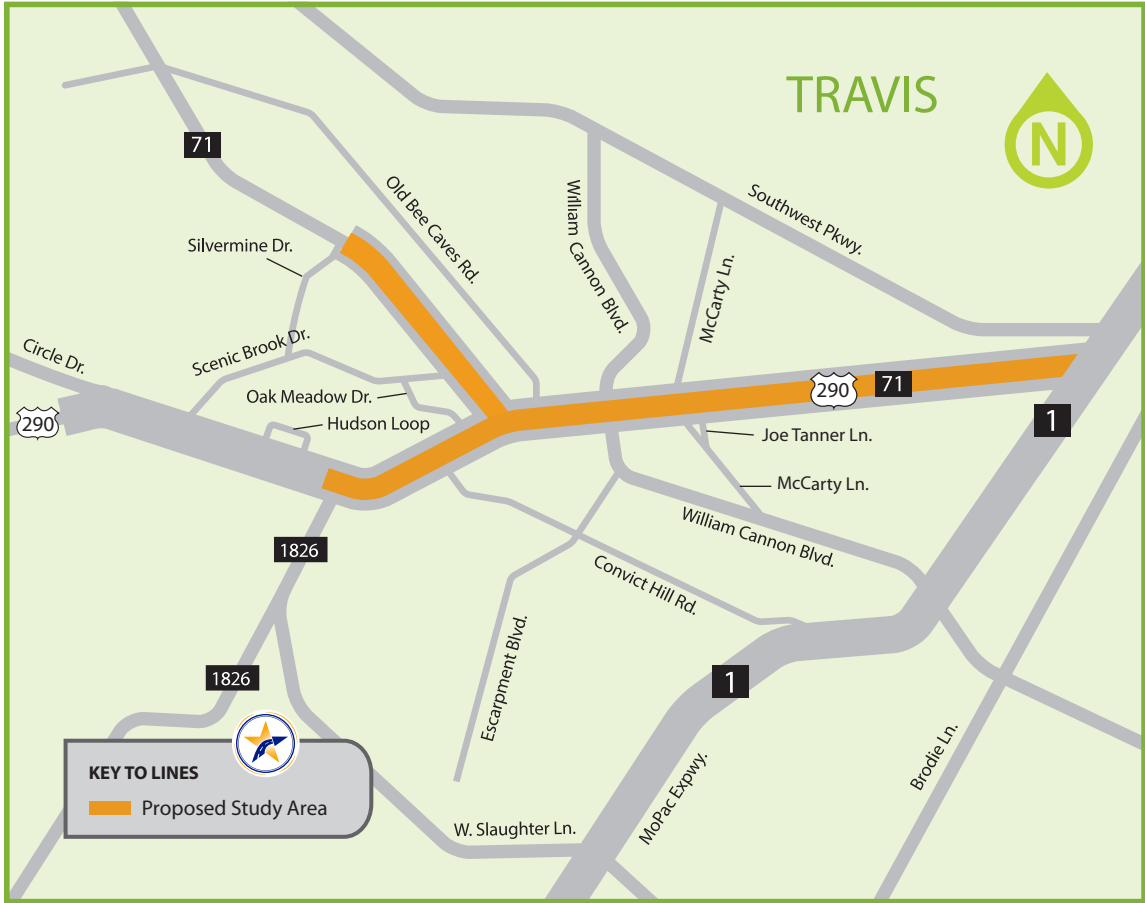 TRAVIS
N
71
Old Bee Caves Rd.
William Cannon Blvd.
Southwest Pkwy.
Silvermine Dr.
McCarty Ln.
Circle Dr.
Scenic Brook Dr.
Oak Meadow Dr.
290
71
290
Hudson Loop
1
Joe Tanner Ln.
McCarty Ln.
William Cannon Blvd.
1826
Convict Hill Rd.
Escarpment Blvd.
1826
1
Brodie Ln.
MoPac Expwy.
W. Slaughter Ln.
KEY TO LINES
Proposed Study Area